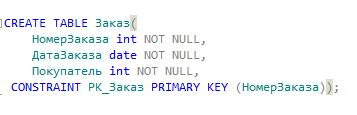 CREATE TABLE Заказ(
НомерЗаказа int NOT NULL,
ДатаЗаказа date NOT NULL,
Покупатель int NOT NULL,
CONSTRAINT PK_Заказ PRIMARY KEY (НомерЗаказа));